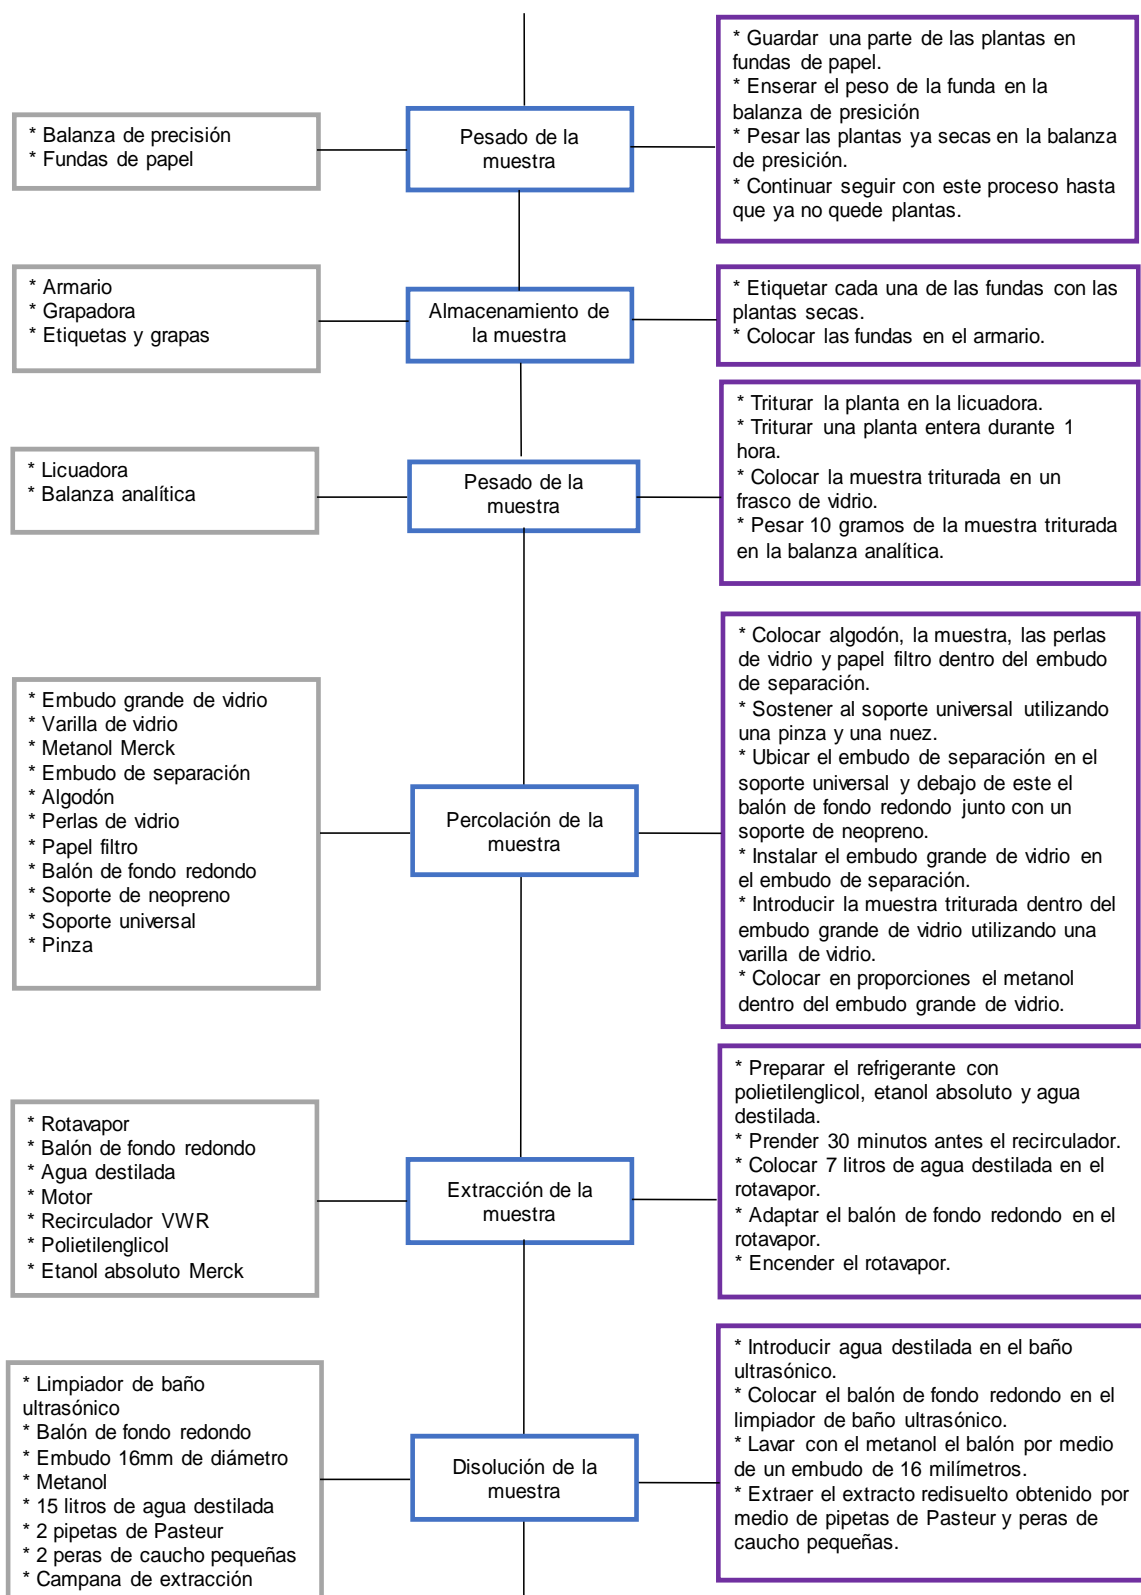 * Balanza de precisión
* Fundas de papel
Pesado de la
muestra
* Guardar una parte de las plantas en
fundas de papel.
* Enserar el peso de la funda en la
balanza de presición
* Pesar las plantas ya secas en la balanza
de presición.
* Continuar seguir con este proceso hasta
que ya no quede plantas.
* Armario
* Grapadora
* Etiquetas y grapas
Almacenamiento de
la muestra
* Etiquetar cada una de las fundas con las
plantas secas.
* Colocar las fundas en el armario.
* Licuadora
* Balanza analítica
Pesado de la
muestra
* Triturar la planta en la licuadora.
* Triturar una planta entera durante 1
hora.
* Colocar la muestra triturada en un
frasco de vidrio.
* Pesar 10 gramos de la muestra triturada
en la balanza analítica.
* Embudo grande de vidrio
* Varilla de vidrio
* Metanol Merck
* Embudo de separación
* Algodón
* Perlas de vidrio
* Papel filtro
* Balón de fondo redondo
* Soporte de neopreno
* Soporte universal
* Pinza
Percolación de la
muestra
* Colocar algodón, la muestra, las perlas
de vidrio y papel filtro dentro del embudo
de separación.
* Sostener al soporte universal utilizando
una pinza y una nuez.
* Ubicar el embudo de separación en el
soporte universal y debajo de este el
balón de fondo redondo junto con un
soporte de neopreno.
* Instalar el embudo grande de vidrio en
el embudo de separación.
* Introducir la muestra triturada dentro del
embudo grande de vidrio utilizando una
varilla de vidrio.
* Colocar en proporciones el metanol
dentro del embudo grande de vidrio.
* Rotavapor
* Balón de fondo redondo
* Agua destilada
* Motor
* Recirculador VWR
* Polietilenglicol
* Etanol absoluto Merck
Extracción de la
muestra
* Preparar el refrigerante con
polietilenglicol, etanol absoluto y agua
destilada.
* Prender 30 minutos antes el recirculador.
* Colocar 7 litros de agua destilada en el
rotavapor.
* Adaptar el balón de fondo redondo en el
rotavapor.
* Encender el rotavapor.
* Limpiador de baño
ultrasónico
* Balón de fondo redondo
* Embudo 16mm de diámetro
* Metanol
* 15 litros de agua destilada
* 2 pipetas de Pasteur
* 2 peras de caucho pequeñas
* Campana de extracción
Disolución de la
muestra
* Introducir agua destilada en el baño
ultrasónico.
* Colocar el balón de fondo redondo en el
limpiador de baño ultrasónico.
* Lavar con el metanol el balón por medio
de un embudo de 16 milímetros.
* Extraer el extracto redisuelto obtenido por
medio de pipetas de Pasteur y peras de
caucho pequeñas.